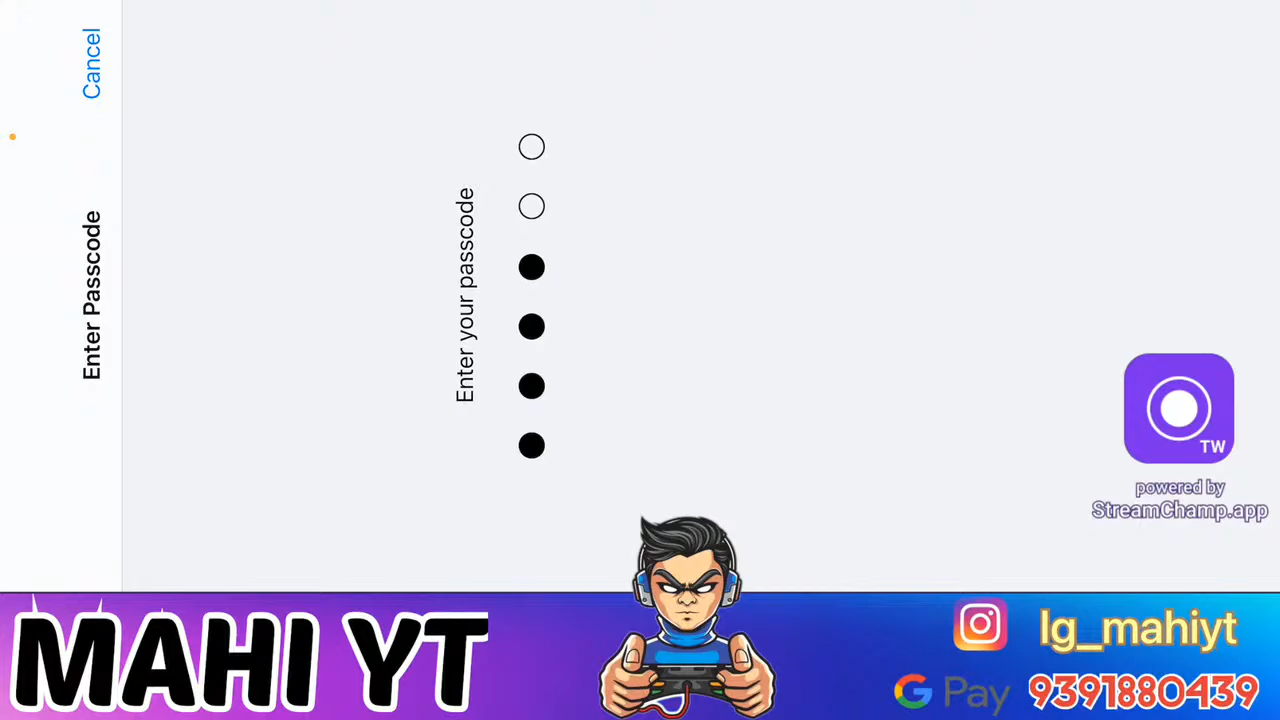 Cancel
Enter Passcode
Enter your passcode
TW
powered by
StreamChamp.app
MAHI YT
lg_mahiyt
G Pay 9391880439